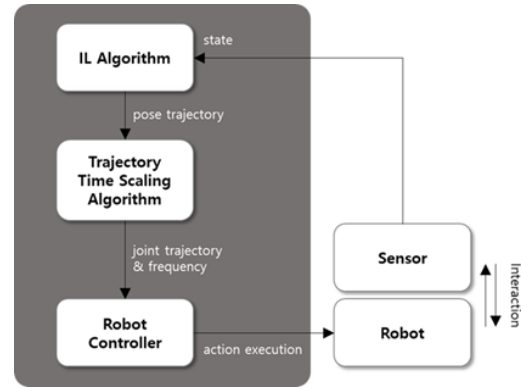 state
IL Algorithm
pose trajectory
Trajectory
Time Scaling
Algorithm
joint trajectory
& frequency
Sensor
Interaction
Robot
Controller
action execution
Robot